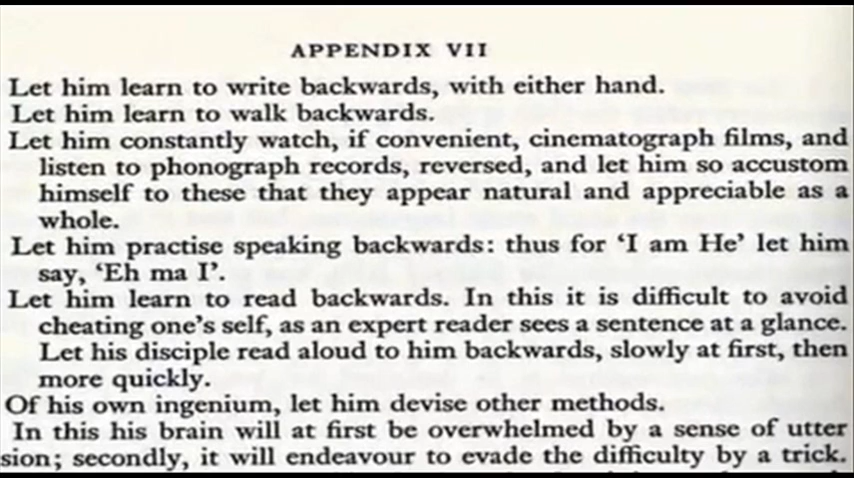 APPENDIX VII
Let him learn to write backwards, with either hand.
Let him learn to walk backwards.
Let him constantly watch, if convenient, cinematograph films, and
listen to phonograph records, reversed, and let him so accustom
himself to these that they appear natural and appreciable as a
whole.
Let him practise speaking backwards: thus for ‘I am He’ let him
say, ‘Eh ma I’.
Let him learn to read backwards. In this it is difficult to avoid
cheating one’s self, as an expert reader sees a sentence at a glance.
Let his disciple read aloud to him backwards, slowly at first, then
more quickly.
Of his own ingenium, let him devise other methods.
In this his brain will at first be overwhelmed by a sense of utter
sion; secondly, it will endeavour to evade the difficulty by a trick.